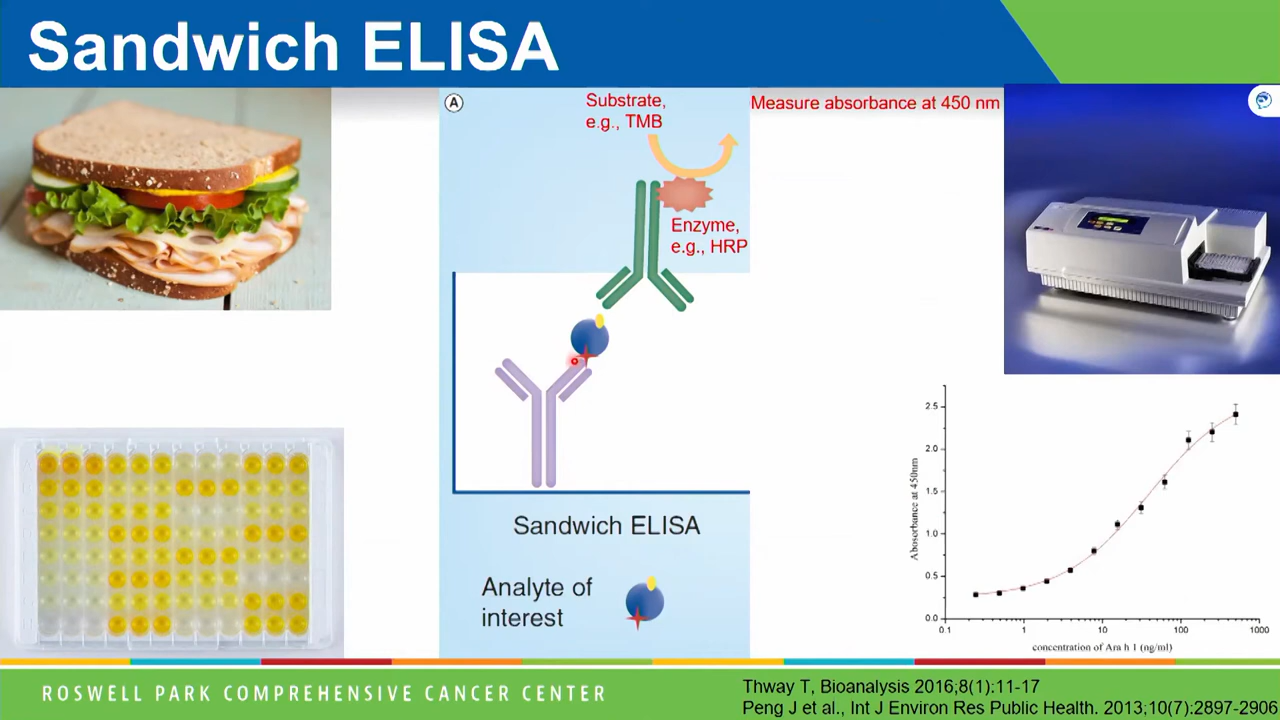 Sandwich ELISA
A
Substrate,
e.g., TMB
Enzyme,
e.g., HRP
Sandwich ELISA
Analyte of
interest
Measure absorbance at 450 nm
Abosorbance at 450nm
2.5
2.0
1.5
1.0
0.5
0.0
0.1 1 10 100 1000
concentration of Ara h 1 (ng/ml)
ROSWELL PARK COMPREHENSIVE CANCER CENTER
Thway T, Bioanalysis 2016;8(1):11-17
Peng J et al., Int J Environ Res Public Health. 2013;10(7):2897-2906